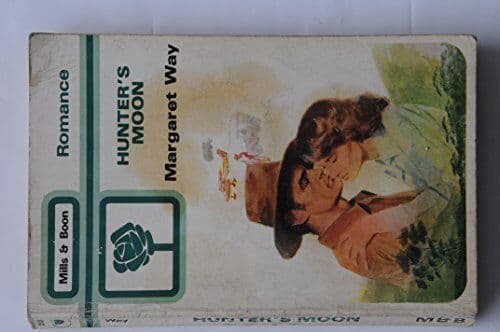 Mills & Boon
Romance
HUNTER'S
MOON
Margaret Way
Way
HUNTER'S MOON
M&B